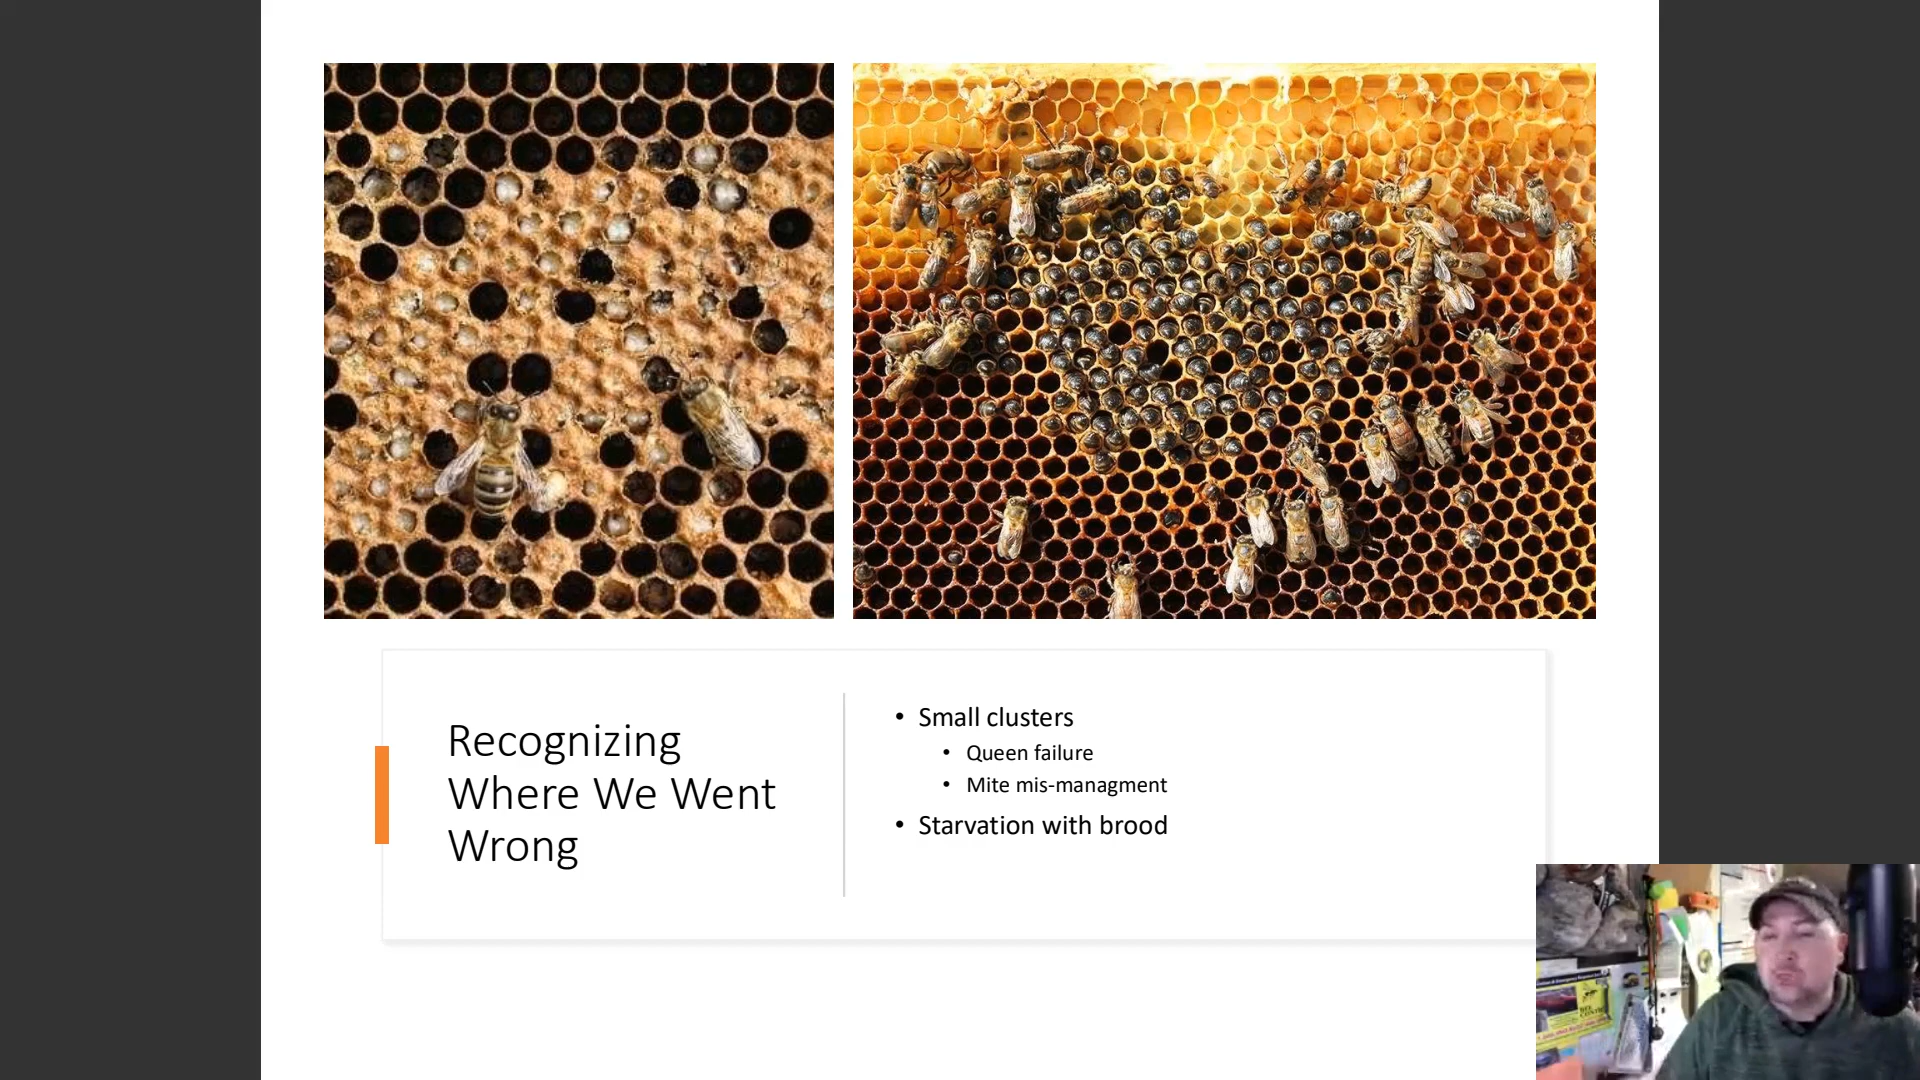 Recognizing
Where We Went
Wrong
• Small clusters
• Queen failure
• Mite mis-managment
• Starvation with brood